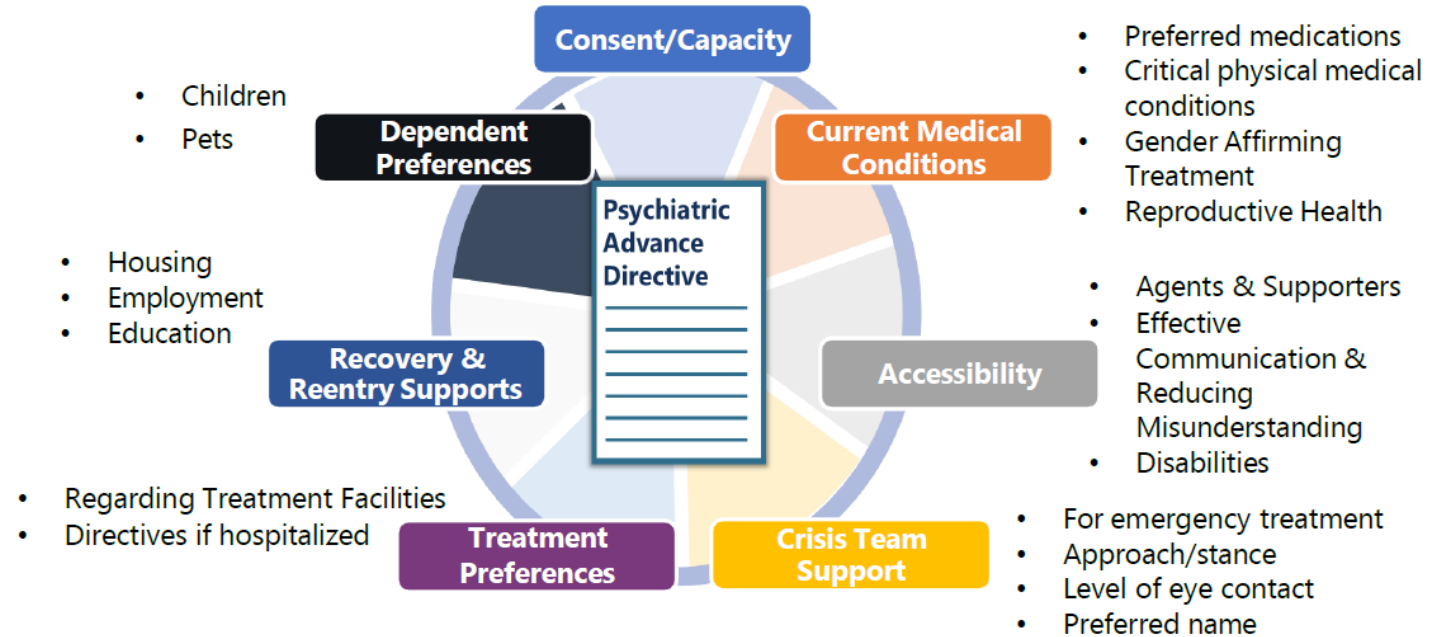 Consent/Capacity
• Preferred medications
• Critical physical medical
conditions
• Gender Affirming
Treatment
• Reproductive Health
Current Medical
Conditions
• Children
• Pets
Dependent
Preferences
Psychiatric
Advance
Directive
• Housing
• Employment
• Education
Recovery &
Reentry Supports
Accessibility
• Agents & Supporters
• Effective
Communication &
Reducing
Misunderstanding
• Disabilities
• Regarding Treatment Facilities
• Directives if hospitalized
Treatment
Preferences
Crisis Team
Support
• For emergency treatment
• Approach/stance
• Level of eye contact
• Preferred name